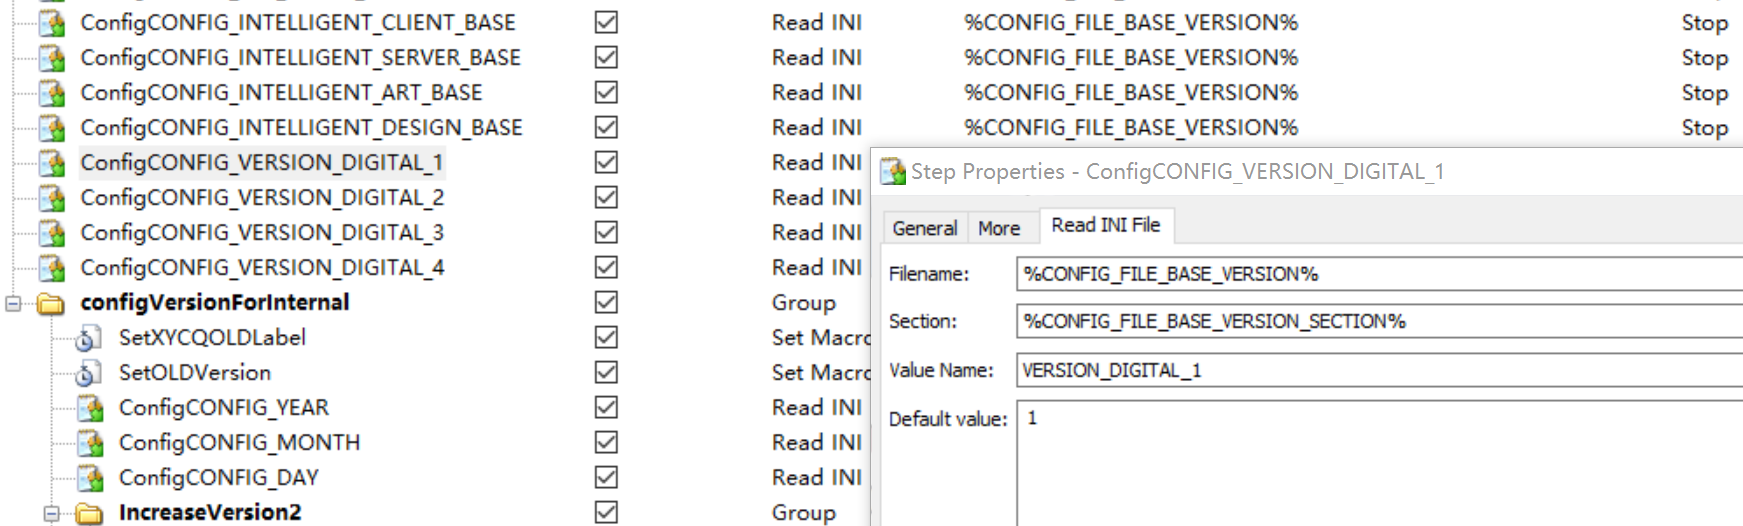 ConfigCONFIG_INTELLIGENT_CLIENT_BASE Read INI %CONFIG_FILE_BASE_VERSION% Stop
ConfigCONFIG_INTELLIGENT_SERVER_BASE Read INI %CONFIG_FILE_BASE_VERSION% Stop
ConfigCONFIG_INTELLIGENT_ART_BASE Read INI %CONFIG_FILE_BASE_VERSION% Stop
ConfigCONFIG_INTELLIGENT_DESIGN_BASE Read INI %CONFIG_FILE_BASE_VERSION% Stop
ConfigCONFIG_VERSION_DIGITAL_1 Read INI
ConfigCONFIG_VERSION_DIGITAL_2 Read INI
ConfigCONFIG_VERSION_DIGITAL_3 Read INI
ConfigCONFIG_VERSION_DIGITAL_4 Read INI
configVersionForInternal Group
SetXYCQOLDLabel Set Macro
SetOLDVersion Set Macro
ConfigCONFIG_YEAR Read INI
ConfigCONFIG_MONTH Read INI
ConfigCONFIG_DAY Read INI
IncreaseVersion2 Group
Step Properties - ConfigCONFIG_VERSION_DIGITAL_1
General More Read INI File
Filename: %CONFIG_FILE_BASE_VERSION%
Section: %CONFIG_FILE_BASE_VERSION_SECTION%
Value Name: VERSION_DIGITAL_1
Default value: 1